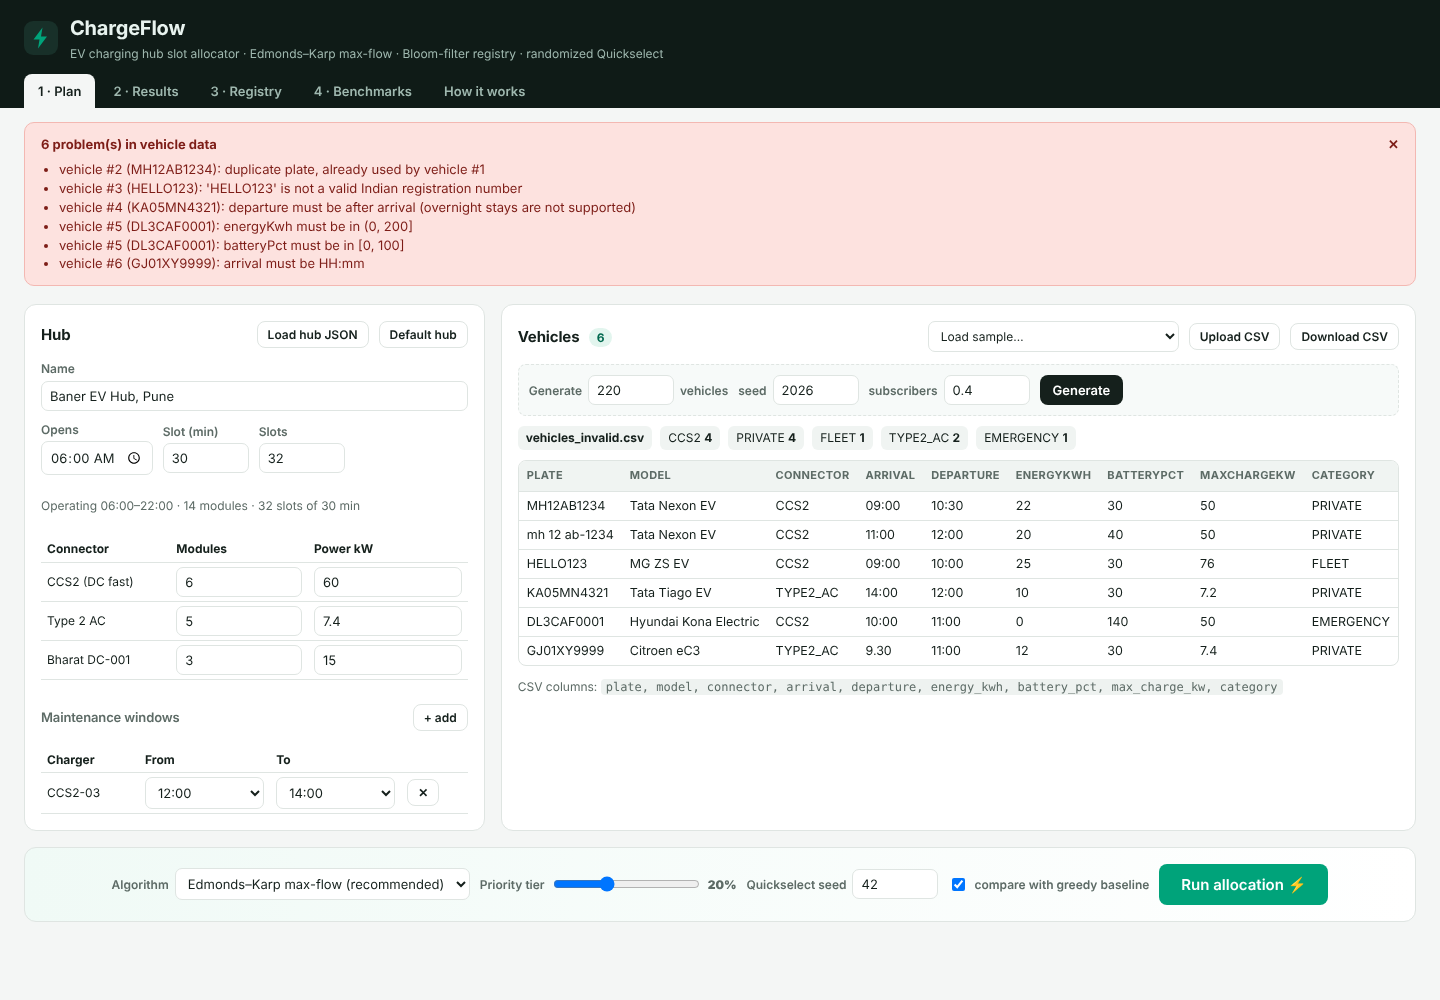 ChargeFlow
EV charging hub slot allocator · Edmonds–Karp max-flow · Bloom-filter registry · randomized Quickselect
1 · Plan 2 · Results 3 · Registry 4 · Benchmarks How it works
6 problem(s) in vehicle data ×
• vehicle #2 (MH12AB1234): duplicate plate, already used by vehicle #1
• vehicle #3 (HELLO123): 'HELLO123' is not a valid Indian registration number
• vehicle #4 (KA05MN4321): departure must be after arrival (overnight stays are not supported)
• vehicle #5 (DL3CAF0001): energyKwh must be in (0, 200]
• vehicle #5 (DL3CAF0001): batteryPct must be in [0, 100]
• vehicle #6 (GJ01XY9999): arrival must be HH:mm
Hub Load hub JSON Default hub
Name
Baner EV Hub, Pune
Opens Slot (min) Slots
06:00 AM 30 32
Operating 06:00–22:00 · 14 modules · 32 slots of 30 min
Connector Modules Power kW
CCS2 (DC fast) 6 60
Type 2 AC 5 7.4
Bharat DC-001 3 15
Maintenance windows + add
Charger From To
CCS2-03 12:00 14:00 ×
Vehicles 6 Load sample... Upload CSV Download CSV
Generate 220 vehicles seed 2026 subscribers 0.4 Generate
vehicles_invalid.csv CCS2 4 PRIVATE 4 FLEET 1 TYPE2_AC 2 EMERGENCY 1
PLATE MODEL CONNECTOR ARRIVAL DEPARTURE ENERGYKWH BATTERYPCT MAXCHARGEKW CATEGORY
MH12AB1234 Tata Nexon EV CCS2 09:00 10:30 22 30 50 PRIVATE
mh 12 ab-1234 Tata Nexon EV CCS2 11:00 12:00 20 40 50 PRIVATE
HELLO123 MG ZS EV CCS2 09:00 10:00 25 30 76 FLEET
KA05MN4321 Tata Tiago EV TYPE2_AC 14:00 12:00 10 30 7.2 PRIVATE
DL3CAF0001 Hyundai Kona Electric CCS2 10:00 11:00 0 140 50 EMERGENCY
GJ01XY9999 Citroen eC3 TYPE2_AC 9.30 11:00 12 30 7.4 PRIVATE
CSV columns: plate, model, connector, arrival, departure, energy_kwh, battery_pct, max_charge_kw, category
Algorithm Edmonds–Karp max-flow (recommended) Priority tier 20% Quickselect seed 42 compare with greedy baseline Run allocation ⚡